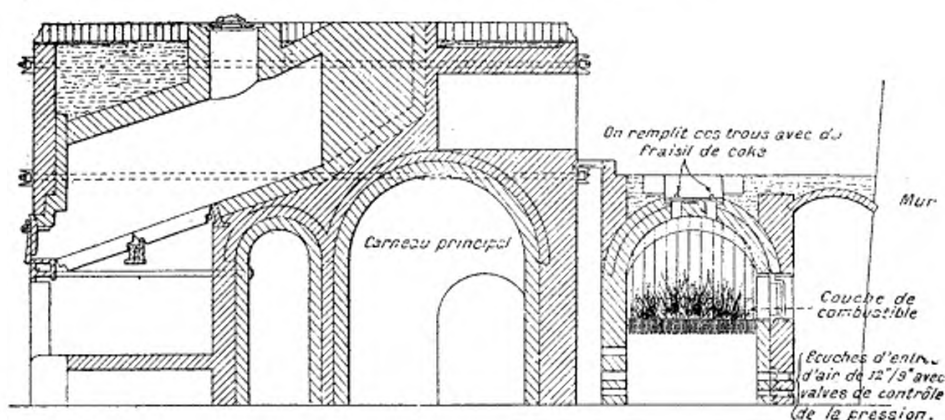 On remplit ces trous avec du
fraisil de coke
Mur
Carneau principal
Couche de
combustible
d'air de 12"/9" avec
valves de contrôle
de la pression.